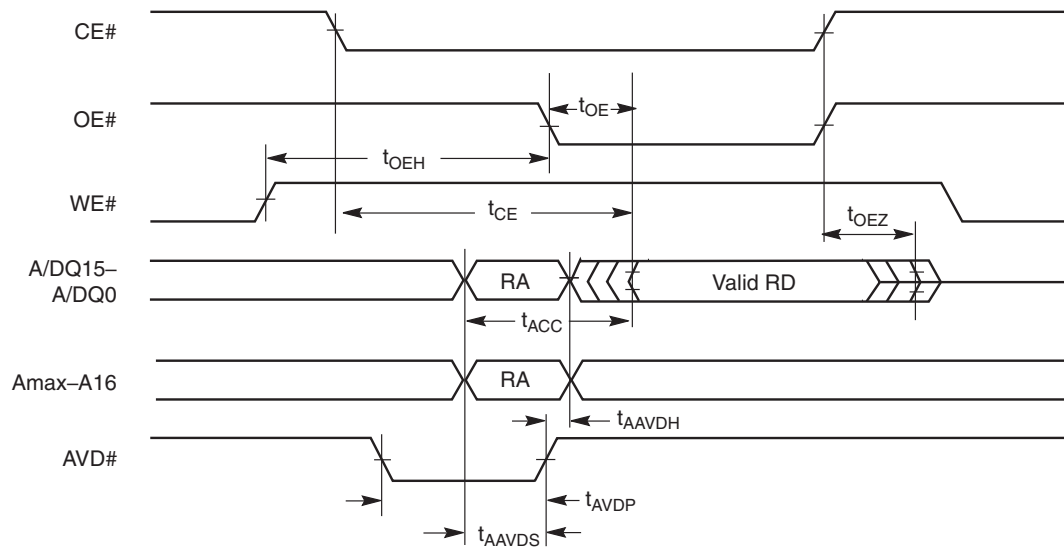 CE#
OE#
tOE
tOEH
WE#
tCE
tOEZ
A/DQ15–
A/DQ0
RA
Valid RD
tACC
Amax–A16
RA
tAAVDH
AVD#
tAVDP
tAAVDS